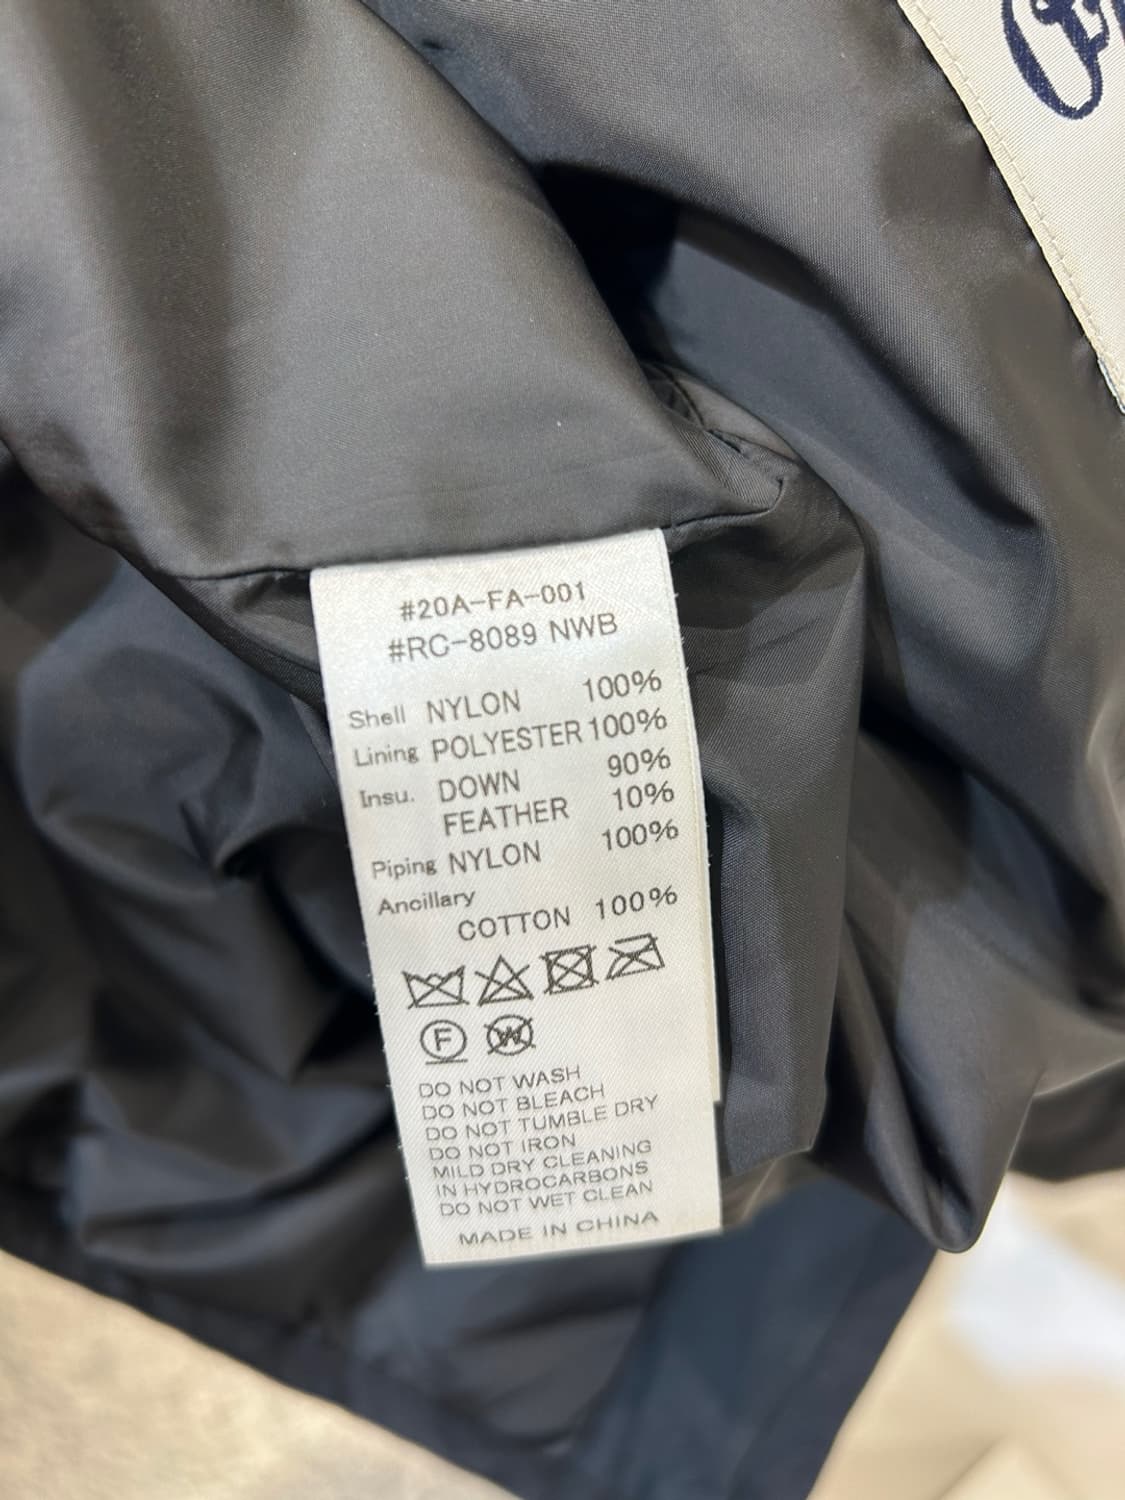 #20A-FA-001
#RC-8089 NWB
Shell NYLON 100%
Lining POLYESTER 100%
Insu. DOWN 90%
FEATHER 10%
Piping NYLON 100%
Ancillary
COTTON 100%
F W
DO NOT WASH
DO NOT BLEACH
DO NOT TUMBLE DRY
DO NOT IRON
MILD DRY CLEANING
IN HYDROCARBONS
DO NOT WET CLEAN
MADE IN CHINA